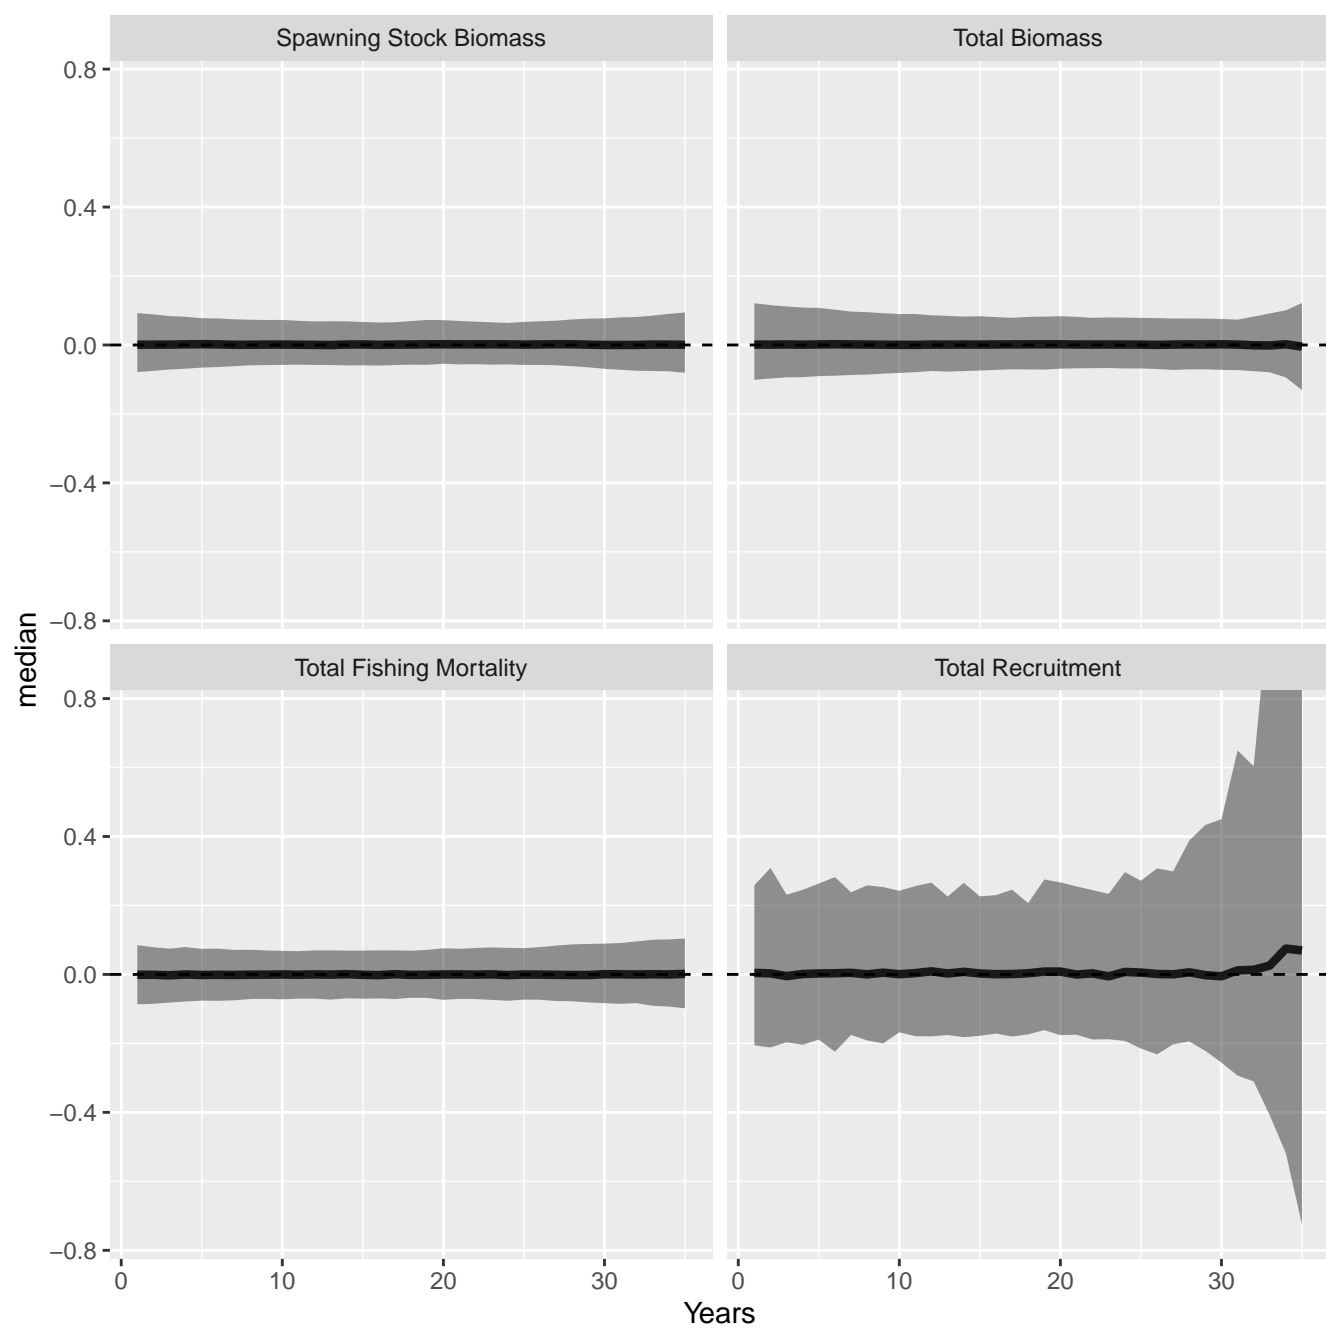 Spawning Stock Biomass
Total Biomass
0.8
0.4
0.0
−0.4
−0.8
median
Total Fishing Mortality
Total Recruitment
0.8
0.4
0.0
−0.4
−0.8
0 10 20 30
0 10 20 30
Years